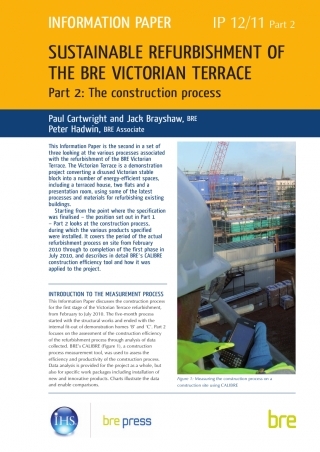 INFORMATION PAPER
IP 12/11 Part 2
SUSTAINABLE REFURBISHMENT OF
THE BRE VICTORIAN TERRACE
Part 2: The construction process
Paul Cartwright and Jack Brayshaw, BRE
Peter Hadwin, BRE Associate
This Information Paper is the second in a set of
three looking at the various processes associated
with the refurbishment of the BRE Victorian
Terrace. The Victorian Terrace is a demonstration
project converting a disused Victorian stable
block into a number of energy-efficient spaces,
including a terraced house, two flats and a
presentation room, using some of the latest
processes and materials for refurbishing existing
buildings.
Starting from the point where the specification
was finalised – the position set out in Part 1
– Part 2 looks at the construction process,
during which the various products specified
were installed. It covers the period of the actual
refurbishment process on site from February
2010 through to completion of the first phase in
July 2010, and describes in detail BRE's CALIBRE
construction efficiency tool and how it was
applied to the project.
INTRODUCTION TO THE MEASUREMENT PROCESS
This Information Paper discusses the construction process
for the first stage of the Victorian Terrace refurbishment,
from February to July 2010. The five-month process
started with the structural works and ended with the
internal fit-out of demonstration homes 'B' and 'C'. Part 2
focuses on the assessment of the construction efficiency
of the refurbishment process through analysis of data
collected. BRE's CALIBRE (Figure 1), a construction
process measurement tool, was used to assess the
efficiency and productivity of the construction process.
Data analysis is provided for the project as a whole, but
also for specific work packages including installation of
new and innovative products. Charts illustrate the data
and enable comparisons.
Figure 1: Measuring the construction process on a
construction site using CALIBRE
IHS
bre press
bre